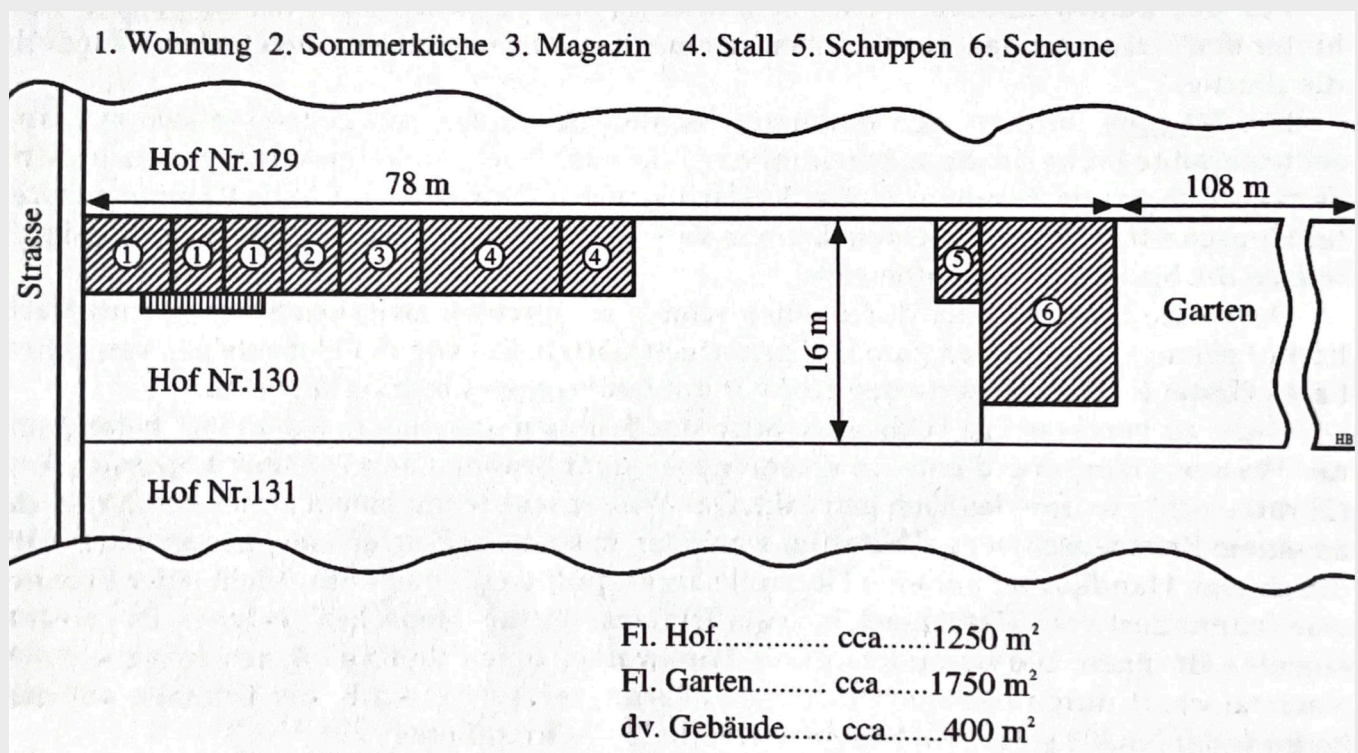 1. Wohnung 2. Sommerküche 3. Magazin 4. Stall 5. Schuppen 6. Scheune
Hof Nr.129
78 m
108 m
Strasse
1 1 1 2 3 4 4 5
6
Garten
16 m
Hof Nr.130
HB
Hof Nr.131
Fl. Hof............ cca.....1250 m²
Fl. Garten........ cca.....1750 m²
dv. Gebäude.....cca.....400 m²